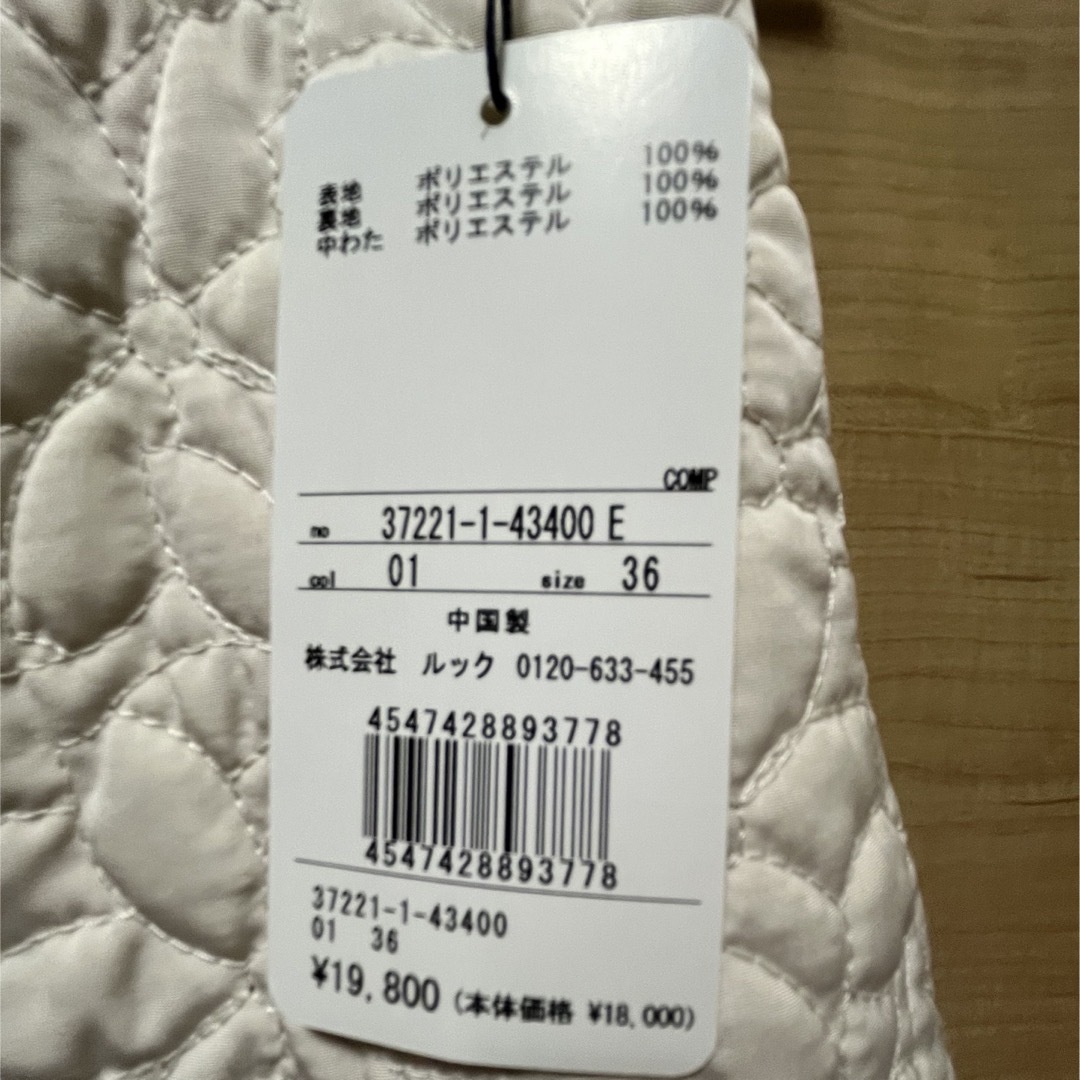 表地 ポリエステル 100%
裏地 ポリエステル 100%
中わた ポリエステル 100%
COMP
no 37221-1-43400 E
col 01 size 36
中国製
株式会社 ルック 0120-633-455
4547428893778
4547428893778
37221-1-43400
01 36
¥19,800 (本体価格 ¥18,000)